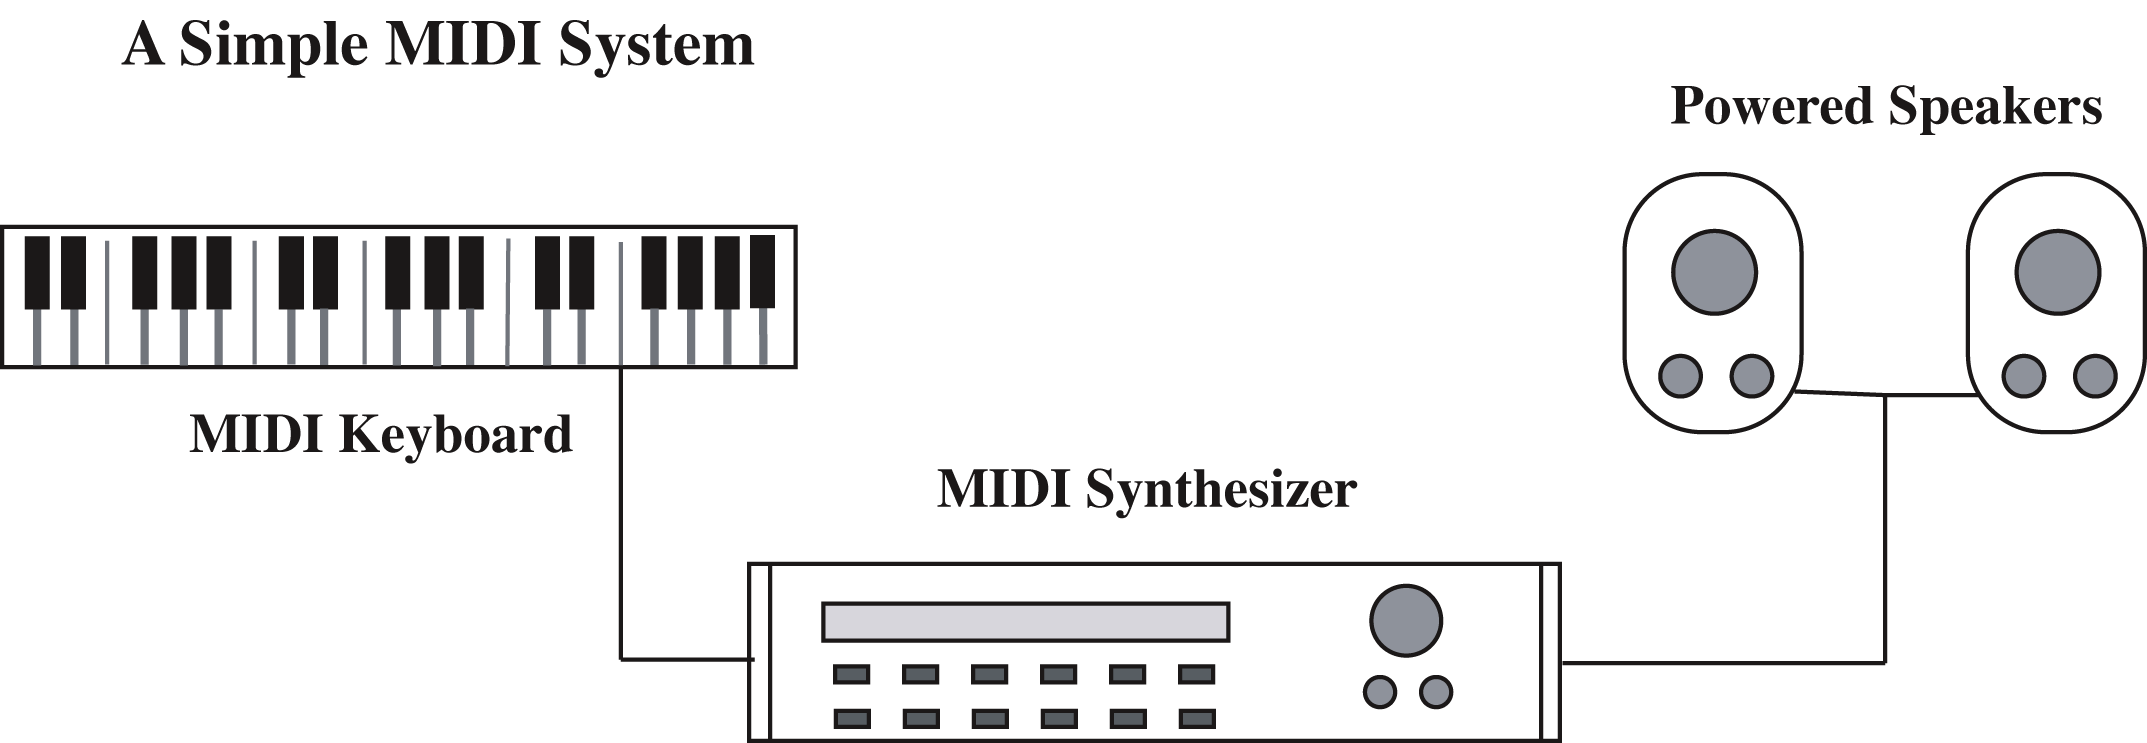 A Simple MIDI System
Powered Speakers
MIDI Keyboard
MIDI Synthesizer